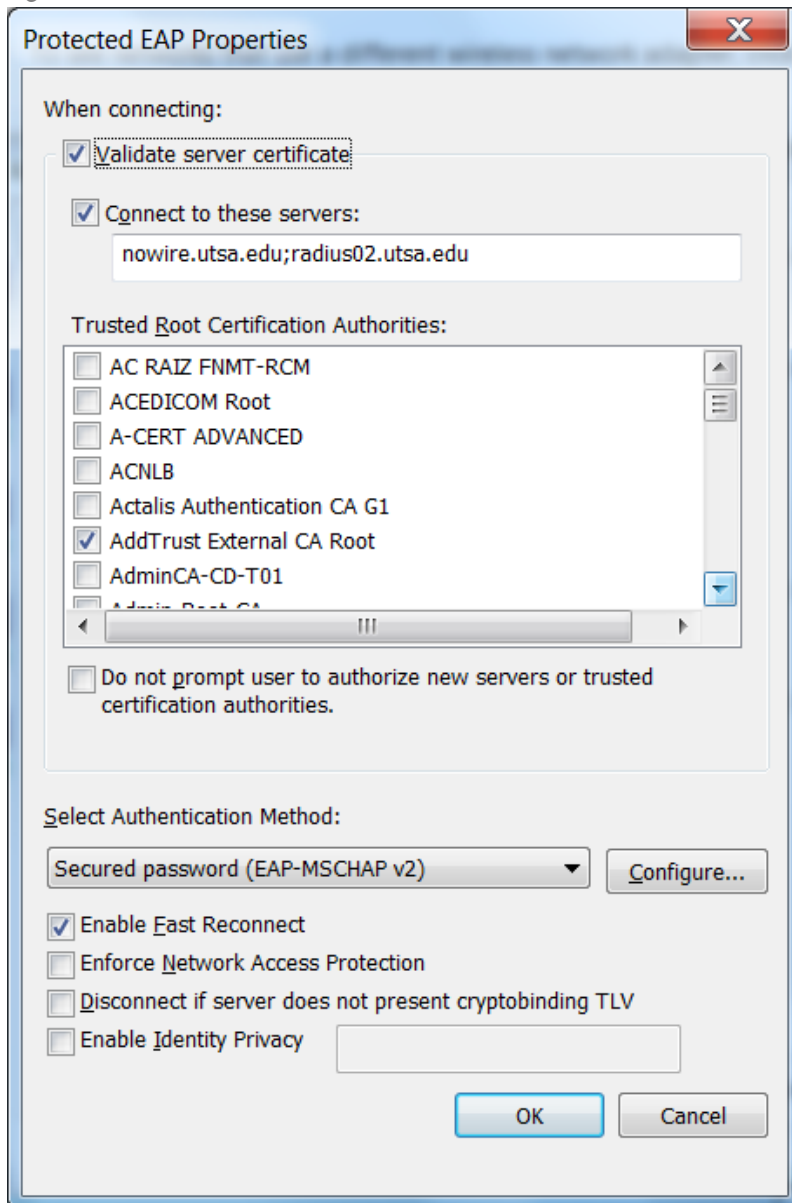 Protected EAP Properties
When connecting:
Validate server certificate
Connect to these servers:
nowire.utsa.edu;radius02.utsa.edu
Trusted Root Certification Authorities:
AC RAIZ FNMT-RCM
ACEDICOM Root
A-CERT ADVANCED
ACNLB
Actalis Authentication CA G1
AddTrust External CA Root
AdminCA-CD-T01
Do not prompt user to authorize new servers or trusted
certification authorities.
Select Authentication Method:
Secured password (EAP-MSCHAP v2)
Configure...
Enable Fast Reconnect
Enforce Network Access Protection
Disconnect if server does not present cryptobinding TLV
Enable Identity Privacy
OK
Cancel